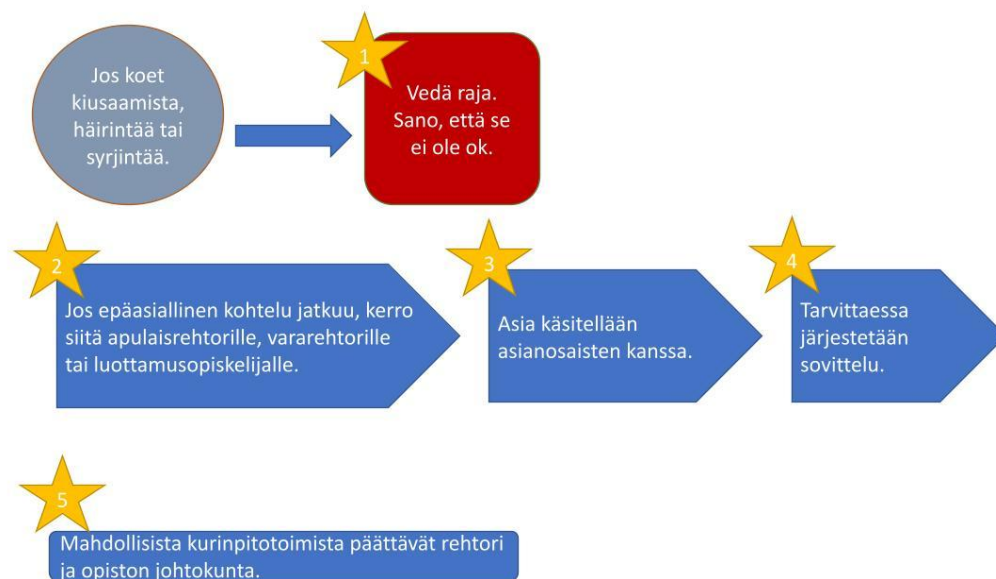 Jos koet
kiusaamista,
häirintää tai
syrjintää.
1
Vedä raja.
Sano, että se
ei ole ok.
2
Jos epäasiallinen kohtelu jatkuu, kerro
siitä apulaisrehtorille, vararehtorille
tai luottamusopiskelijalle.
3
Asia käsitellään
asianosaisten kanssa.
4
Tarvittaessa
järjestetään
sovittelu.
5
Mahdollisista kurinpitotoimista päättävät rehtori
ja opiston johtokunta.